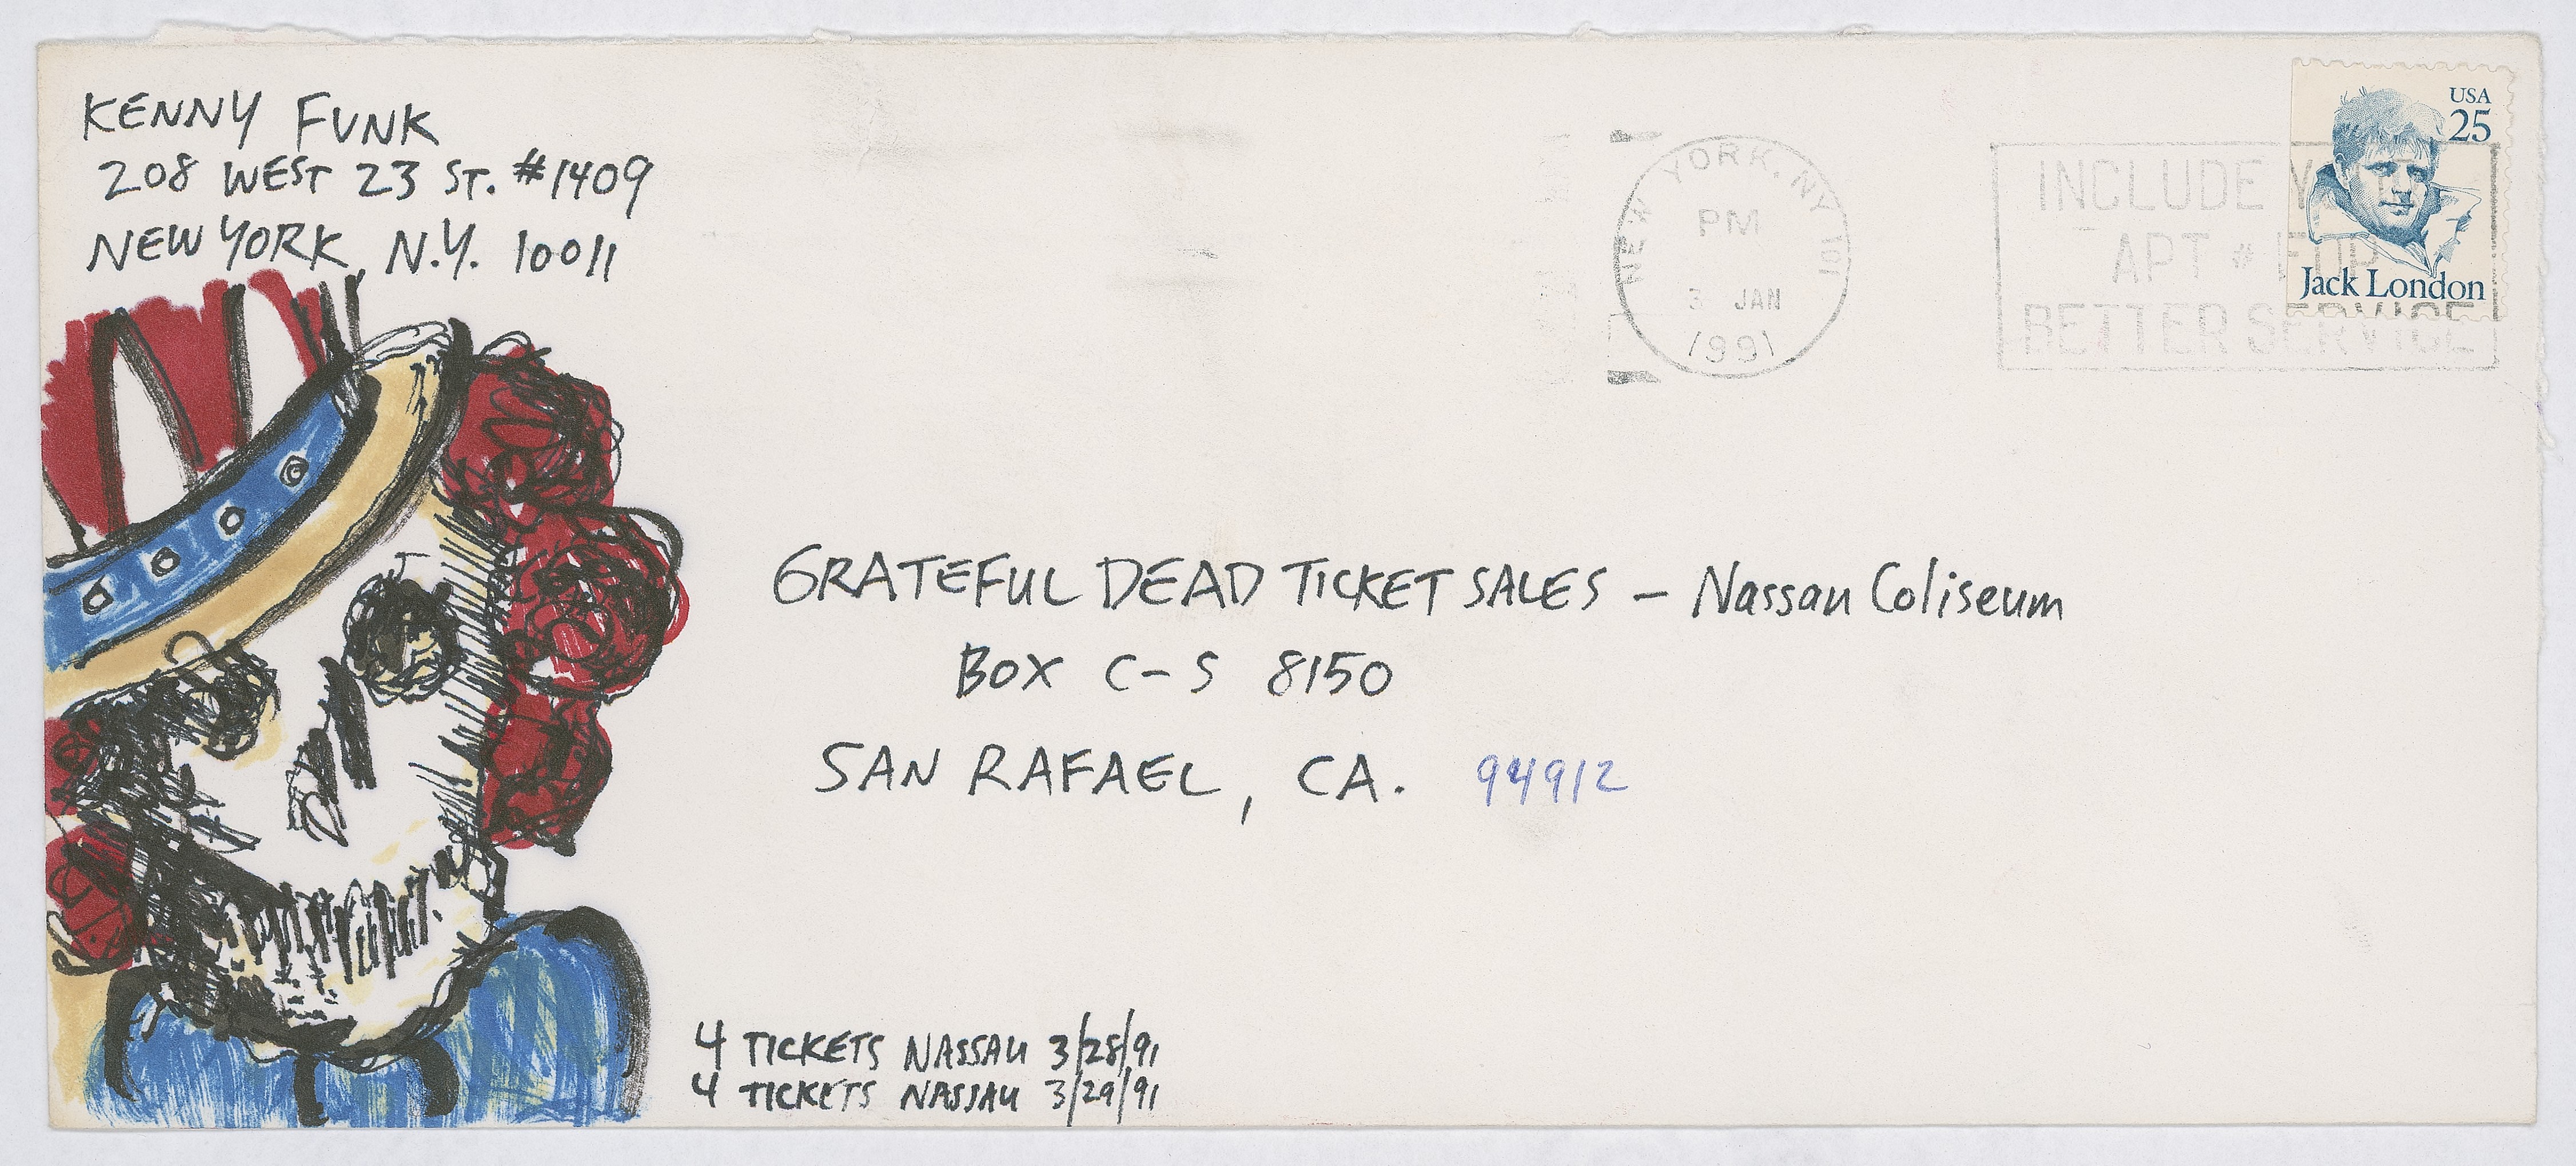 KENNY FUNK
208 WEST 23 ST. #1409
NEW YORK, N.Y. 10011
NEW YORK, NY 101
PM
3 JAN
1991
INCLUDE
APT # FOR
BETTER SERVICE
USA
25
Jack London
GRATEFUL DEAD TICKET SALES – Nassau Coliseum
BOX C-S 8150
SAN RAFAEL, CA. 94912
4 TICKETS NASSAU 3/28/91
4 TICKETS NASSAU 3/29/91